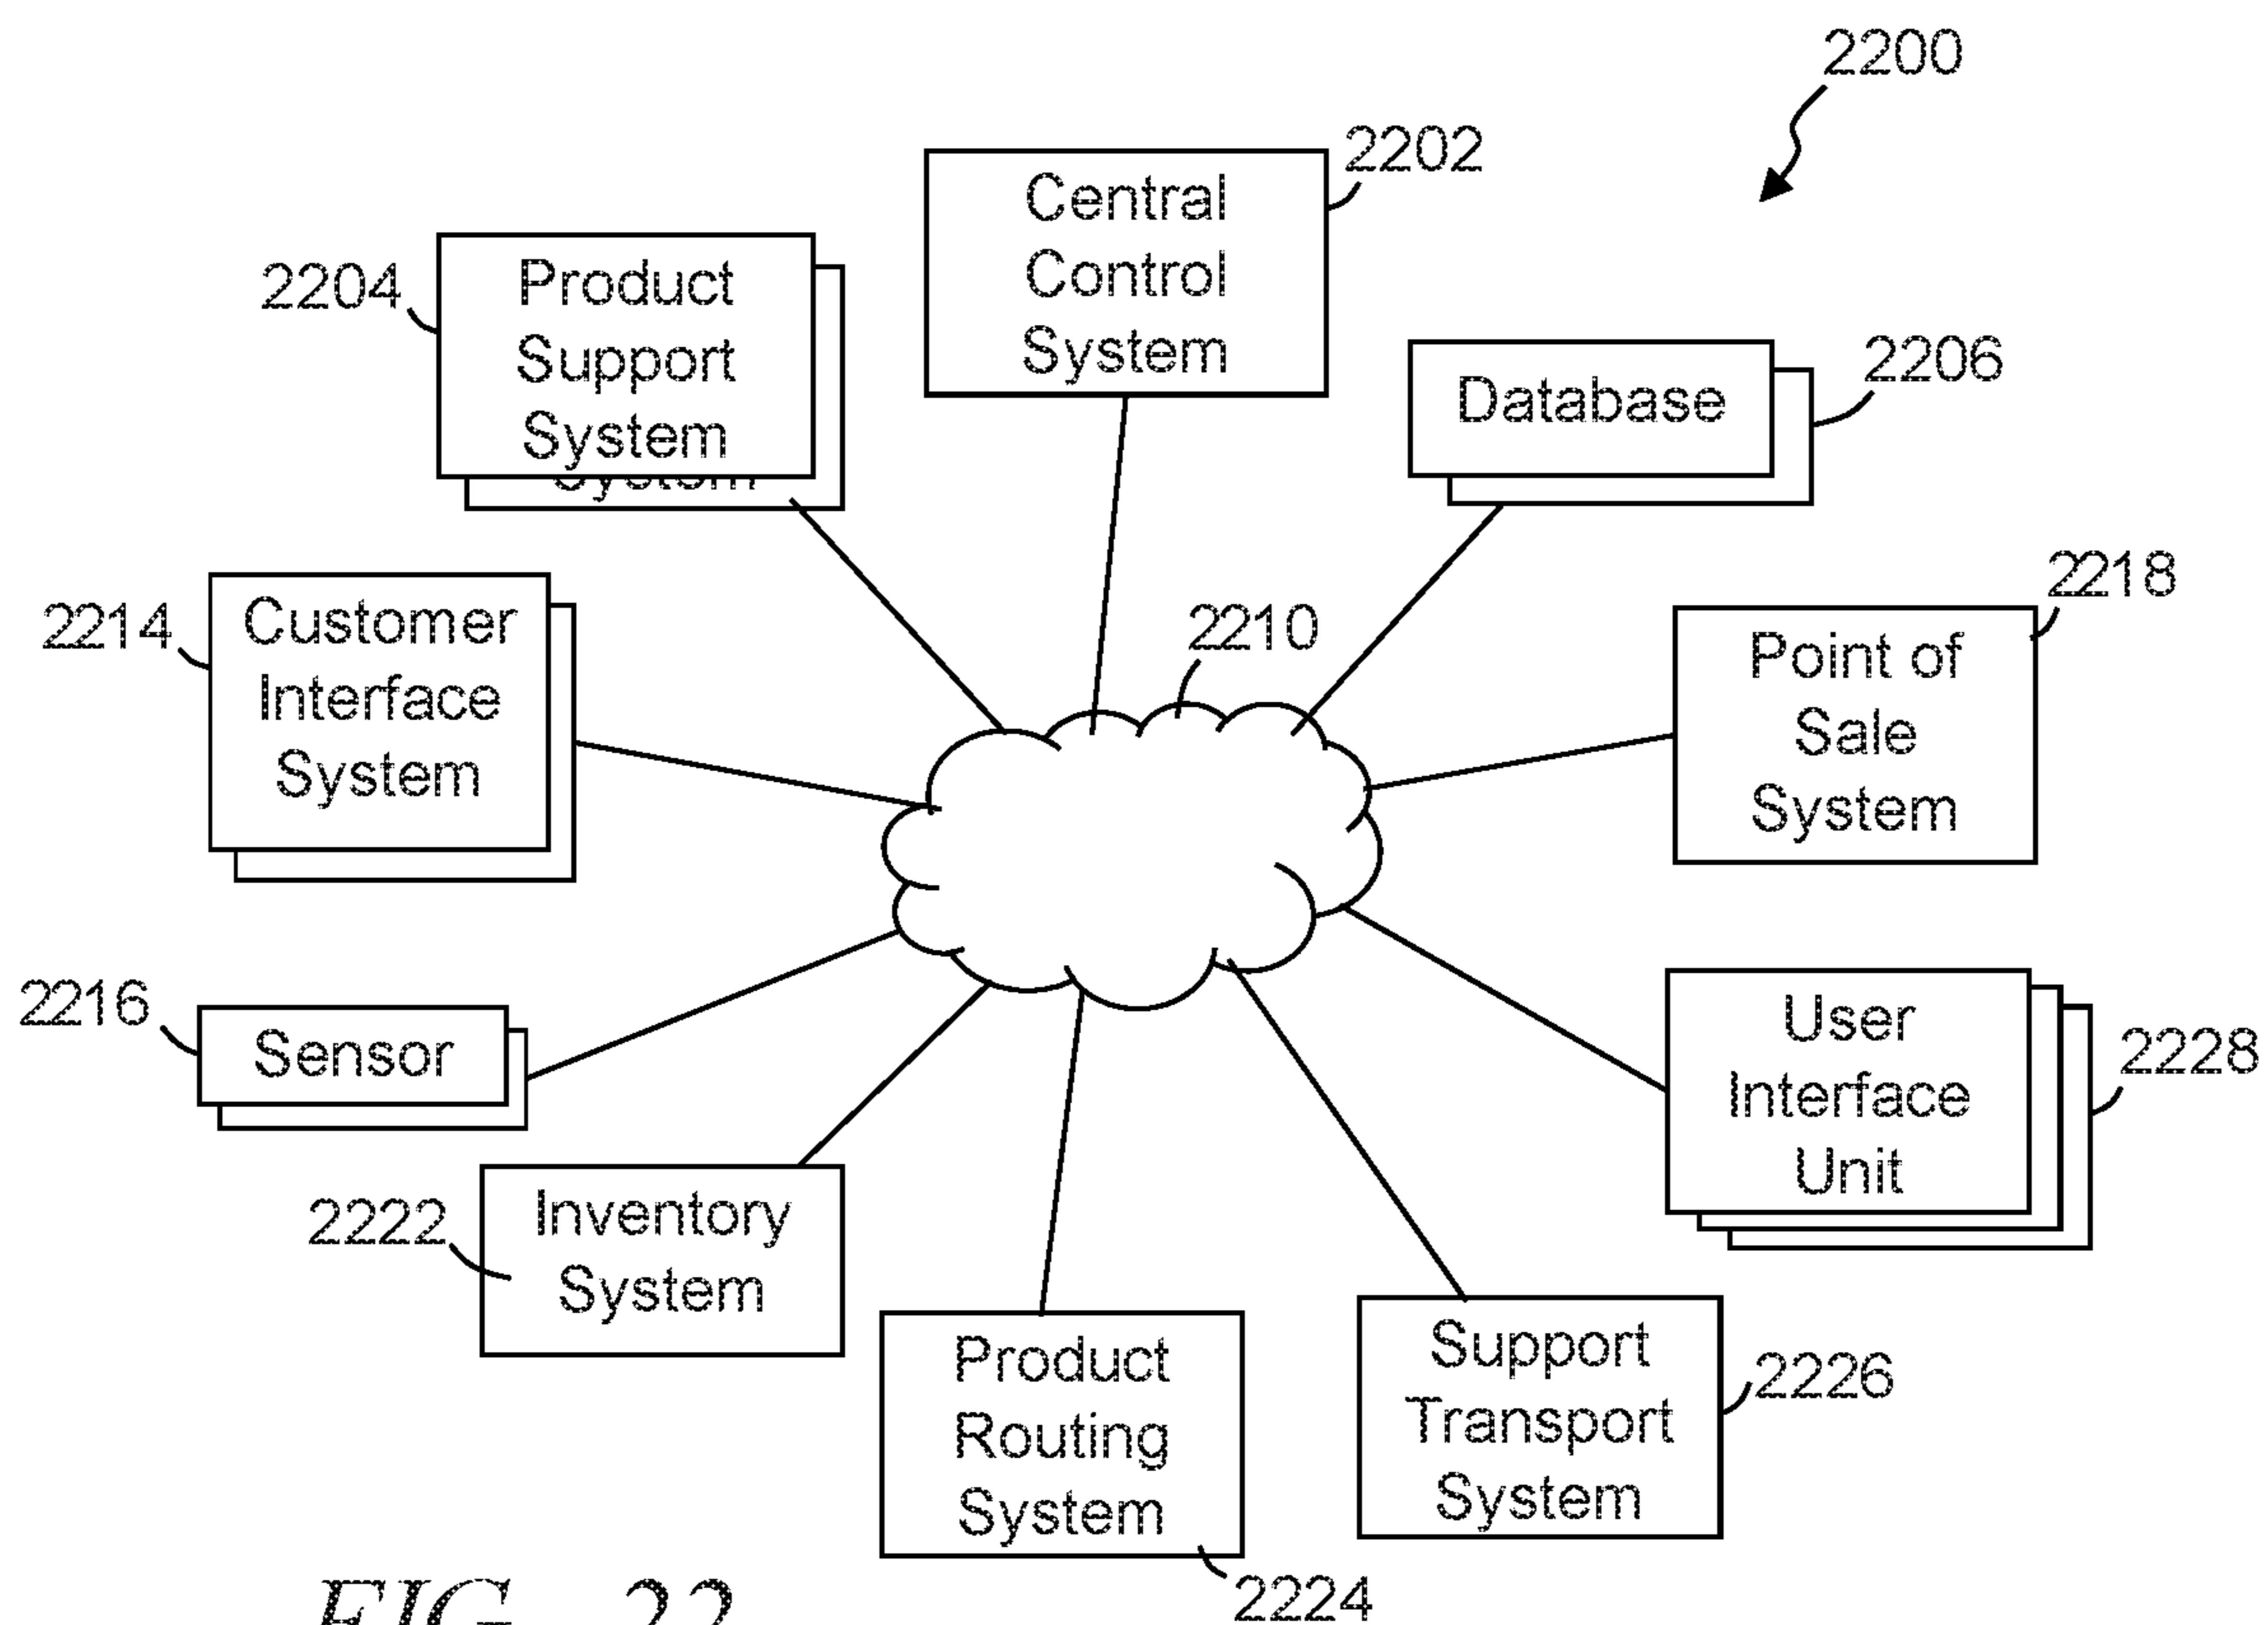 2200
2202
Central
Control
System
2204
Product
Support
System
System
2206
Database
2214
Customer
Interface
System
2210
2218
Point of
Sale
System
2216
Sensor
User
Interface
Unit
2228
2222
Inventory
System
Product
Routing
System
2224
Support
Transport
System
2226
FIG. 22